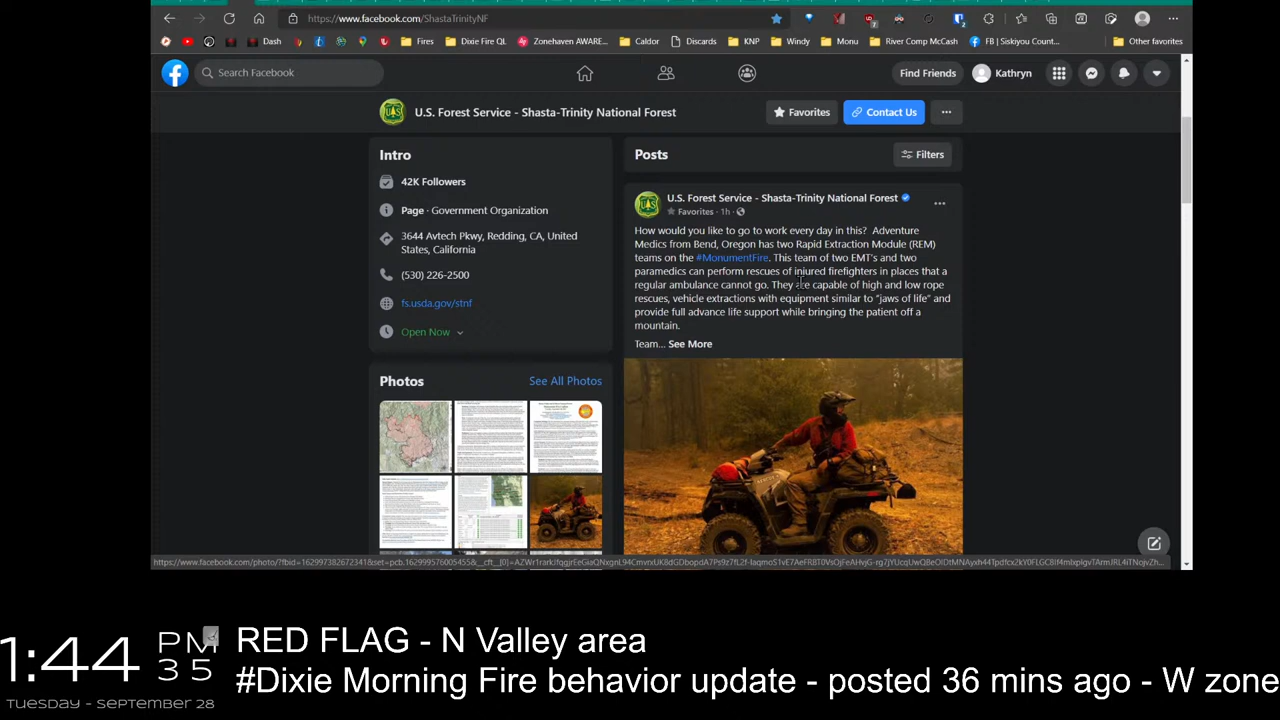 https://www.facebook.com/ShastaTrinityNF
Dash
Fires
Dixie Fire QL
Zonehaven AWARE...
Caldor
Discards
KNP
Windy
Monu
River Comp McCash
FB | Siskiyou Count...
Other favorites
Search Facebook
Find Friends
Kathryn
U.S. Forest Service - Shasta-Trinity National Forest
Favorites
Contact Us
Intro
42K Followers
Page · Government Organization
3644 Avtech Pkwy, Redding, CA, United
States, California
(530) 226-2500
fs.usda.gov/stnf
Open Now
Photos
See All Photos
Posts
Filters
U.S. Forest Service - Shasta-Trinity National Forest
Favorites · 1h ·
How would you like to go to work every day in this? Adventure
Medics from Bend, Oregon has two Rapid Extraction Module (REM)
teams on the #MonumentFire. This team of two EMT's and two
paramedics can perform rescues of injured firefighters in places that a
regular ambulance cannot go. They are capable of high and low rope
rescues, vehicle extractions with equipment similar to "jaws of life" and
provide full advance life support while bringing the patient off a
mountain.
Team... See More
1:44 PM
35
TUESDAY - SEPTEMBER 28
RED FLAG - N Valley area
#Dixie Morning Fire behavior update - posted 36 mins ago - W zone